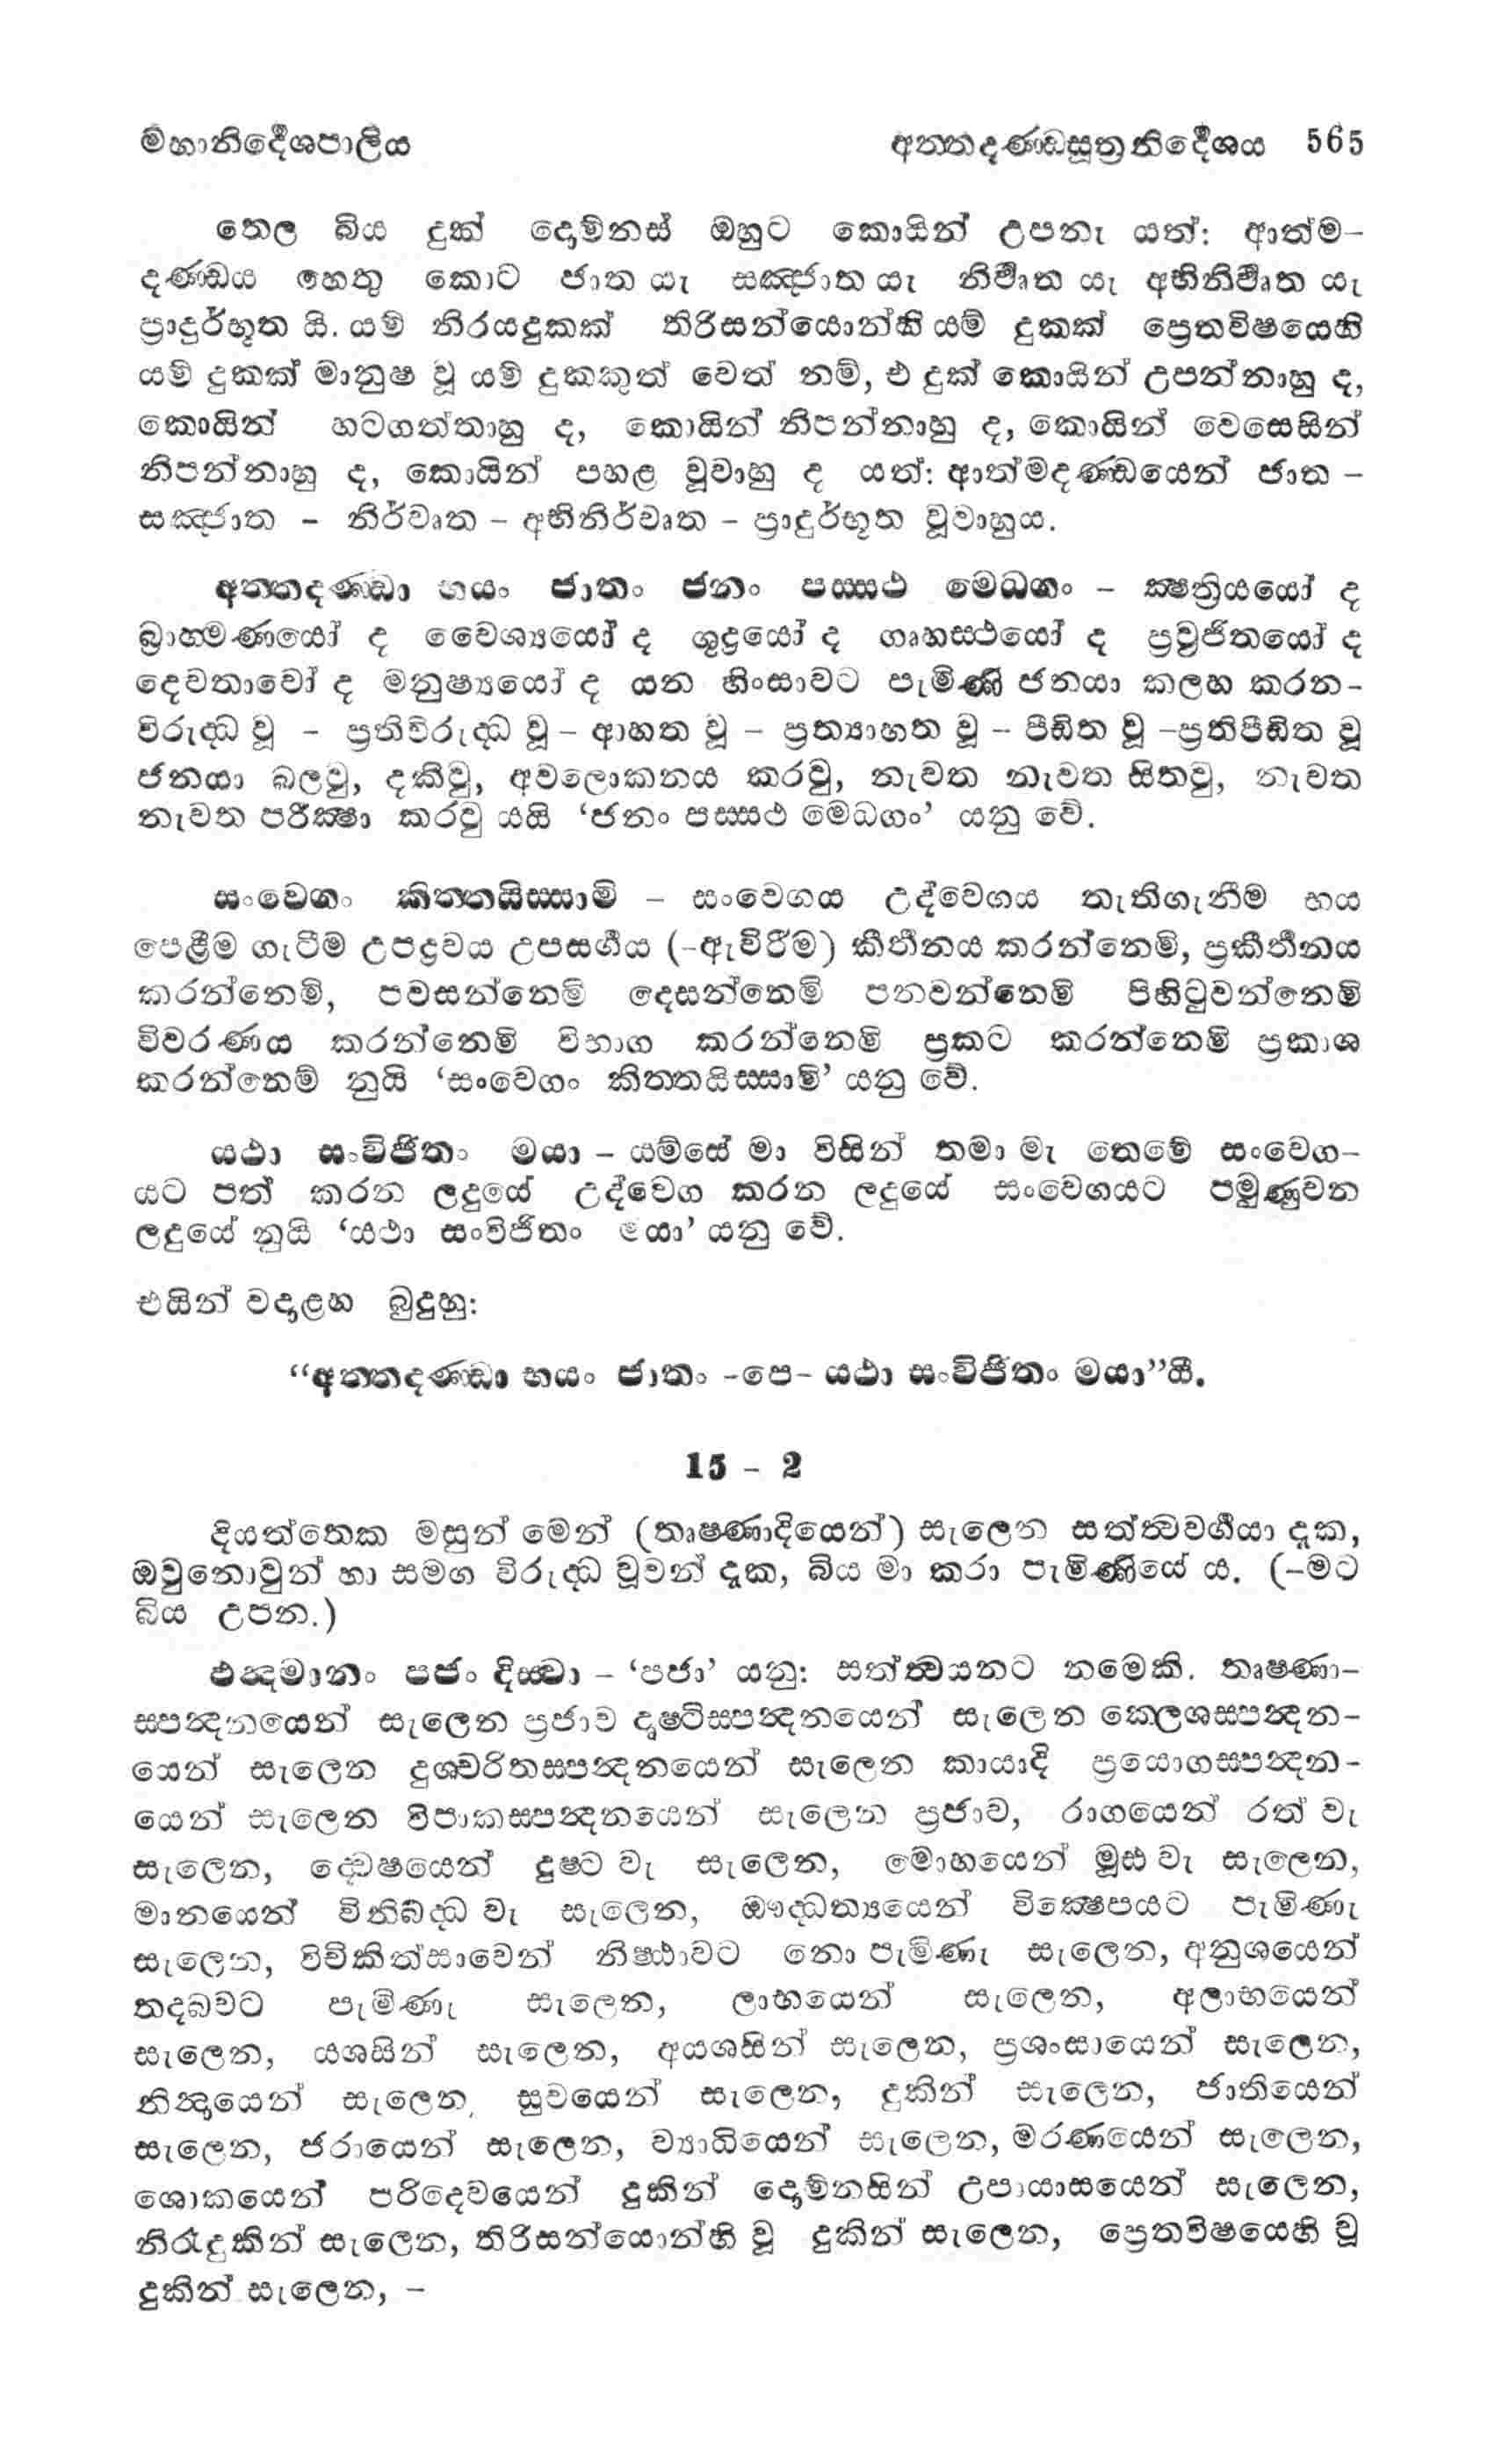 මහානිර්දේශපාලිය අත්තදණ්ඩසූත්‍රනිර්දේශය 565
තෙල බිය දුක් දොම්නස් ඔහුට කොයින් උපනැ යත්: ආත්ම-
දණ්ඩය හෙතු කොට ජාත යැ සඤ්ජාත යැ නිර්වෘත යැ අභිනිර්වෘත යැ
ප්‍රාදුර්භූත යි. යම් නිරයදුකක් තිරිසන්යොන්හි යම් දුකක් ප්‍රෙතවිෂයෙහි
යම් දුකක් මානුෂ වූ යම් දුකකුත් වෙත් නම්, එ දුක් කොයින් උපන්නාහු ද,
කොයින් හටගත්තාහු ද, කොයින් නිපන්නාහු ද, කොයින් වෙසෙසින්
නිපන්නාහු ද, කොයින් පහළ වූවාහු ද යත්: ආත්මදණ්ඩයෙන් ජාත -
සඤ්ජාත - නිර්වෘත - අභිනිර්වෘත - ප්‍රාදුර්භූත වූවාහුය.
අත්තදණ්ඩා භයං ජාතං ජනං පස්සථ මෙධගං - ක්‍ෂත්‍රියයෝ ද
බ්‍රාහ්මණයෝ ද වෛශ්‍යයෝ ද ශූද්‍රයෝ ද ගෘහස්ථයෝ ද ප්‍රව්‍රජිතයෝ ද
දෙවතාවෝ ද මනුෂ්‍යයෝ ද යන හිංසාවට පැමිණි ජනයා කලහ කරන-
විරුද්ධ වූ - ප්‍රතිවිරුද්ධ වූ - ආහත වූ - ප්‍රත්‍යාහත වූ - පීඩිත වූ -ප්‍රතිපීඩිත වූ
ජනයා බලවු, දකිවු, අවලොකනය කරවු, නැවත නැවත සිතවු, නැවත
නැවත පරීක්‍ෂා කරවු යයි ‘ජනං පස්සථ මෙධගං’ යනු වේ.
සංවෙගං කිත්තයිස්සාමි - සංවෙගය උද්වෙගය තැතිගැනීම භය
පෙළීම ගැටීම උපද්‍රවය උපසර්ගය (-ඇවිරීම) කීර්තනය කරන්නෙමි, ප්‍රකීර්තනය
කරන්නෙමි, පවසන්නෙමි දෙසන්නෙමි පනවන්නෙමි පිහිටුවන්නෙමි
විවරණය කරන්නෙමි විභාග කරන්නෙමි ප්‍රකට කරන්නෙමි ප්‍රකාශ
කරන්නෙමි නුයි ‘සංවෙගං කිත්තයිස්සාමි’ යනු වේ.
යථා සංවිජිතං මයා - යම්සේ මා විසින් තමා මැ තෙමේ සංවෙග-
යට පත් කරන ලදුයේ උද්වෙග කරන ලදුයේ සංවෙගයට පමුණුවන
ලදුයේ නුයි ‘යථා සංවිජිතං මයා’ යනු වේ.
එයින් වදාළහ බුදුහු:
“අත්තදණ්ඩා භයං ජාතං -පෙ- යථා සංවිජිතං මයා”යී.
15 - 2
දියත්තෙක මසුන් මෙන් (තෘෂ්ණාදියෙන්) සැලෙන සත්ත්වවර්ගයා දැක,
ඔවුනොවුන් හා සමග විරුද්ධ වූවන් දැක, බිය මා කරා පැමිණියේ ය. (-මට
බිය උපන.)
ඵන්දමානං පජං දිස්වා - ‘පජා’ යනු: සත්ත්වයනට නමෙකි. තෘෂ්ණා-
ස්පන්දනයෙන් සැලෙන ප්‍රජාව දෘෂ්ටිස්පන්දනයෙන් සැලෙන කෙලශස්පන්දන-
යෙන් සැලෙන දුශ්චරිතස්පන්දනයෙන් සැලෙන කායාදි ප්‍රයොගස්පන්දන-
යෙන් සැලෙන විපාකස්පන්දනයෙන් සැලෙන ප්‍රජාව, රාගයෙන් රත් වැ
සැලෙන, ද්වෙෂයෙන් දුෂ්ට වැ සැලෙන, මොහයෙන් මූඪ වැ සැලෙන,
මානයෙන් විනිබද්ධ වැ සැලෙන, ඖද්ධත්‍යයෙන් වික්‍ෂෙපයට පැමිණැ
සැලෙන, විචිකිත්සාවෙන් නිෂ්ඨාවට නො පැමිණැ සැලෙන, අනුශයෙන්
තදබවට පැමිණැ සැලෙන, ලාභයෙන් සැලෙන, අලාභයෙන්
සැලෙන, යශසින් සැලෙන, අයශසින් සැලෙන, ප්‍රශංසායෙන් සැලෙන,
නින්දායෙන් සැලෙන, සුවයෙන් සැලෙන, දුකින් සැලෙන, ජාතියෙන්
සැලෙන, ජරායෙන් සැලෙන, ව්‍යාධියෙන් සැලෙන, මරණයෙන් සැලෙන,
ශොකයෙන් පරිදෙවයෙන් දුකින් දොම්නසින් උපායාසයෙන් සැලෙන,
නිරැදුකින් සැලෙන, තිරිසන්යොන්හි වූ දුකින් සැලෙන, ප්‍රෙතවිෂයෙහි වූ
දුකින් සැලෙන, -